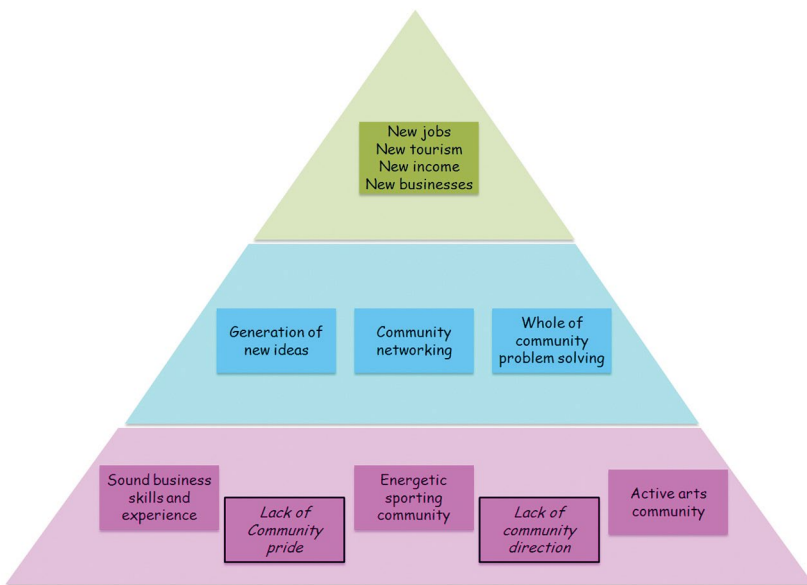 New jobs
New tourism
New income
New businesses
Generation of
new ideas
Community
networking
Whole of
community
problem solving
Sound business
skills and
experience
Lack of
Community
pride
Energetic
sporting
community
Lack of
community
direction
Active arts
community